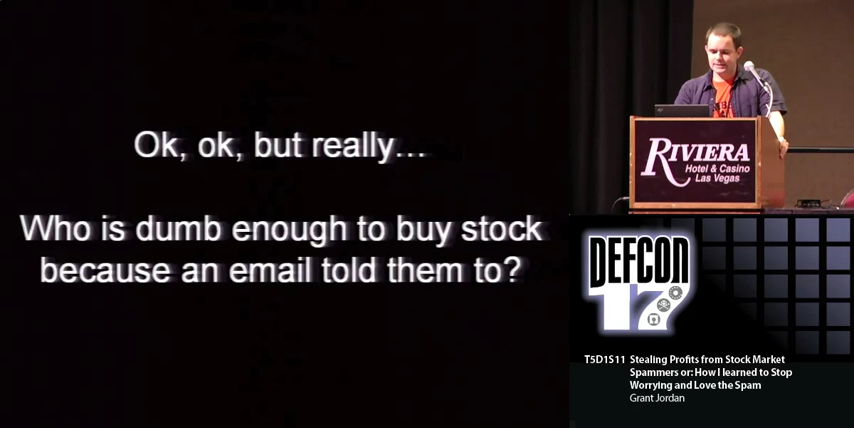 Ok, ok, but really...
Who is dumb enough to buy stock
because an email told them to?
RIVIERA
Hotel & Casino
Las Vegas
DEFCON
17
T5D1S11 Stealing Profits from Stock Market
Spammers or: How I learned to Stop
Worrying and Love the Spam
Grant Jordan